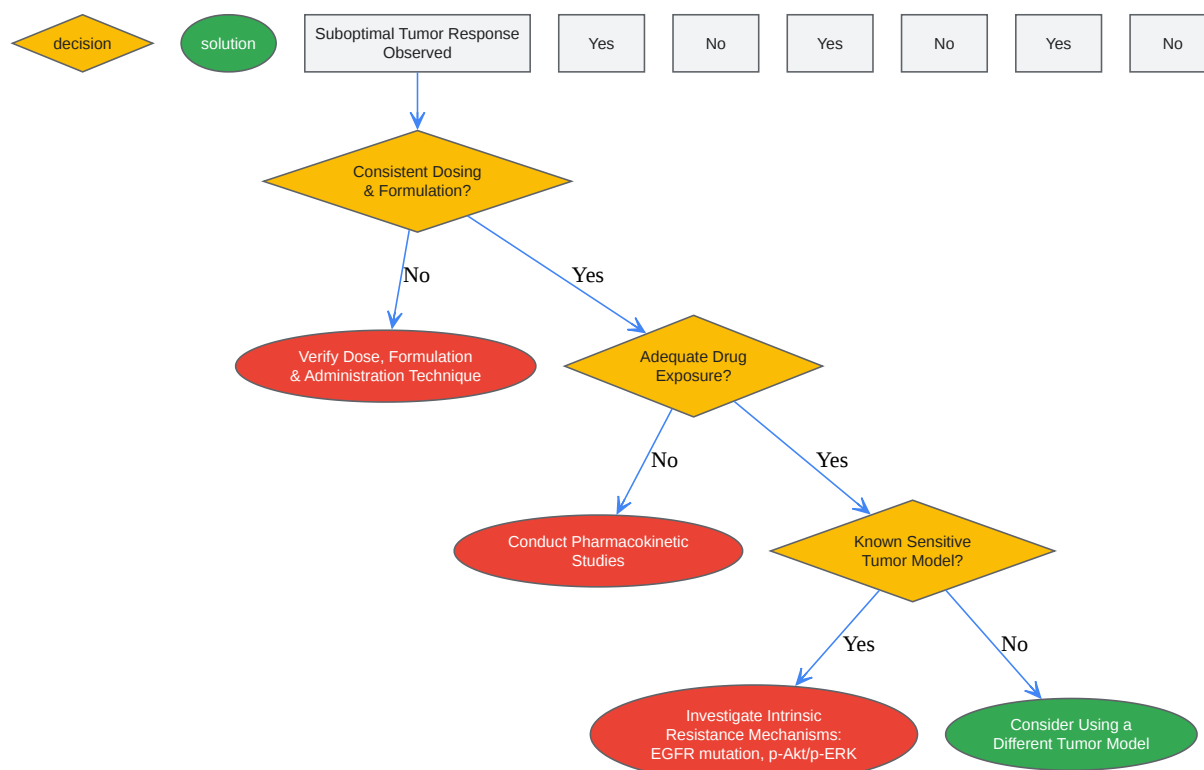 decision
solution
Suboptimal Tumor Response
Observed
Yes
No
Yes
No
Yes
No
Consistent Dosing
& Formulation?
No
Yes
Verify Dose, Formulation
& Administration Technique
Adequate Drug
Exposure?
No
Yes
Conduct Pharmacokinetic
Studies
Known Sensitive
Tumor Model?
Yes
No
Investigate Intrinsic
Resistance Mechanisms:
EGFR mutation, p-Akt/p-ERK
Consider Using a
Different Tumor Model